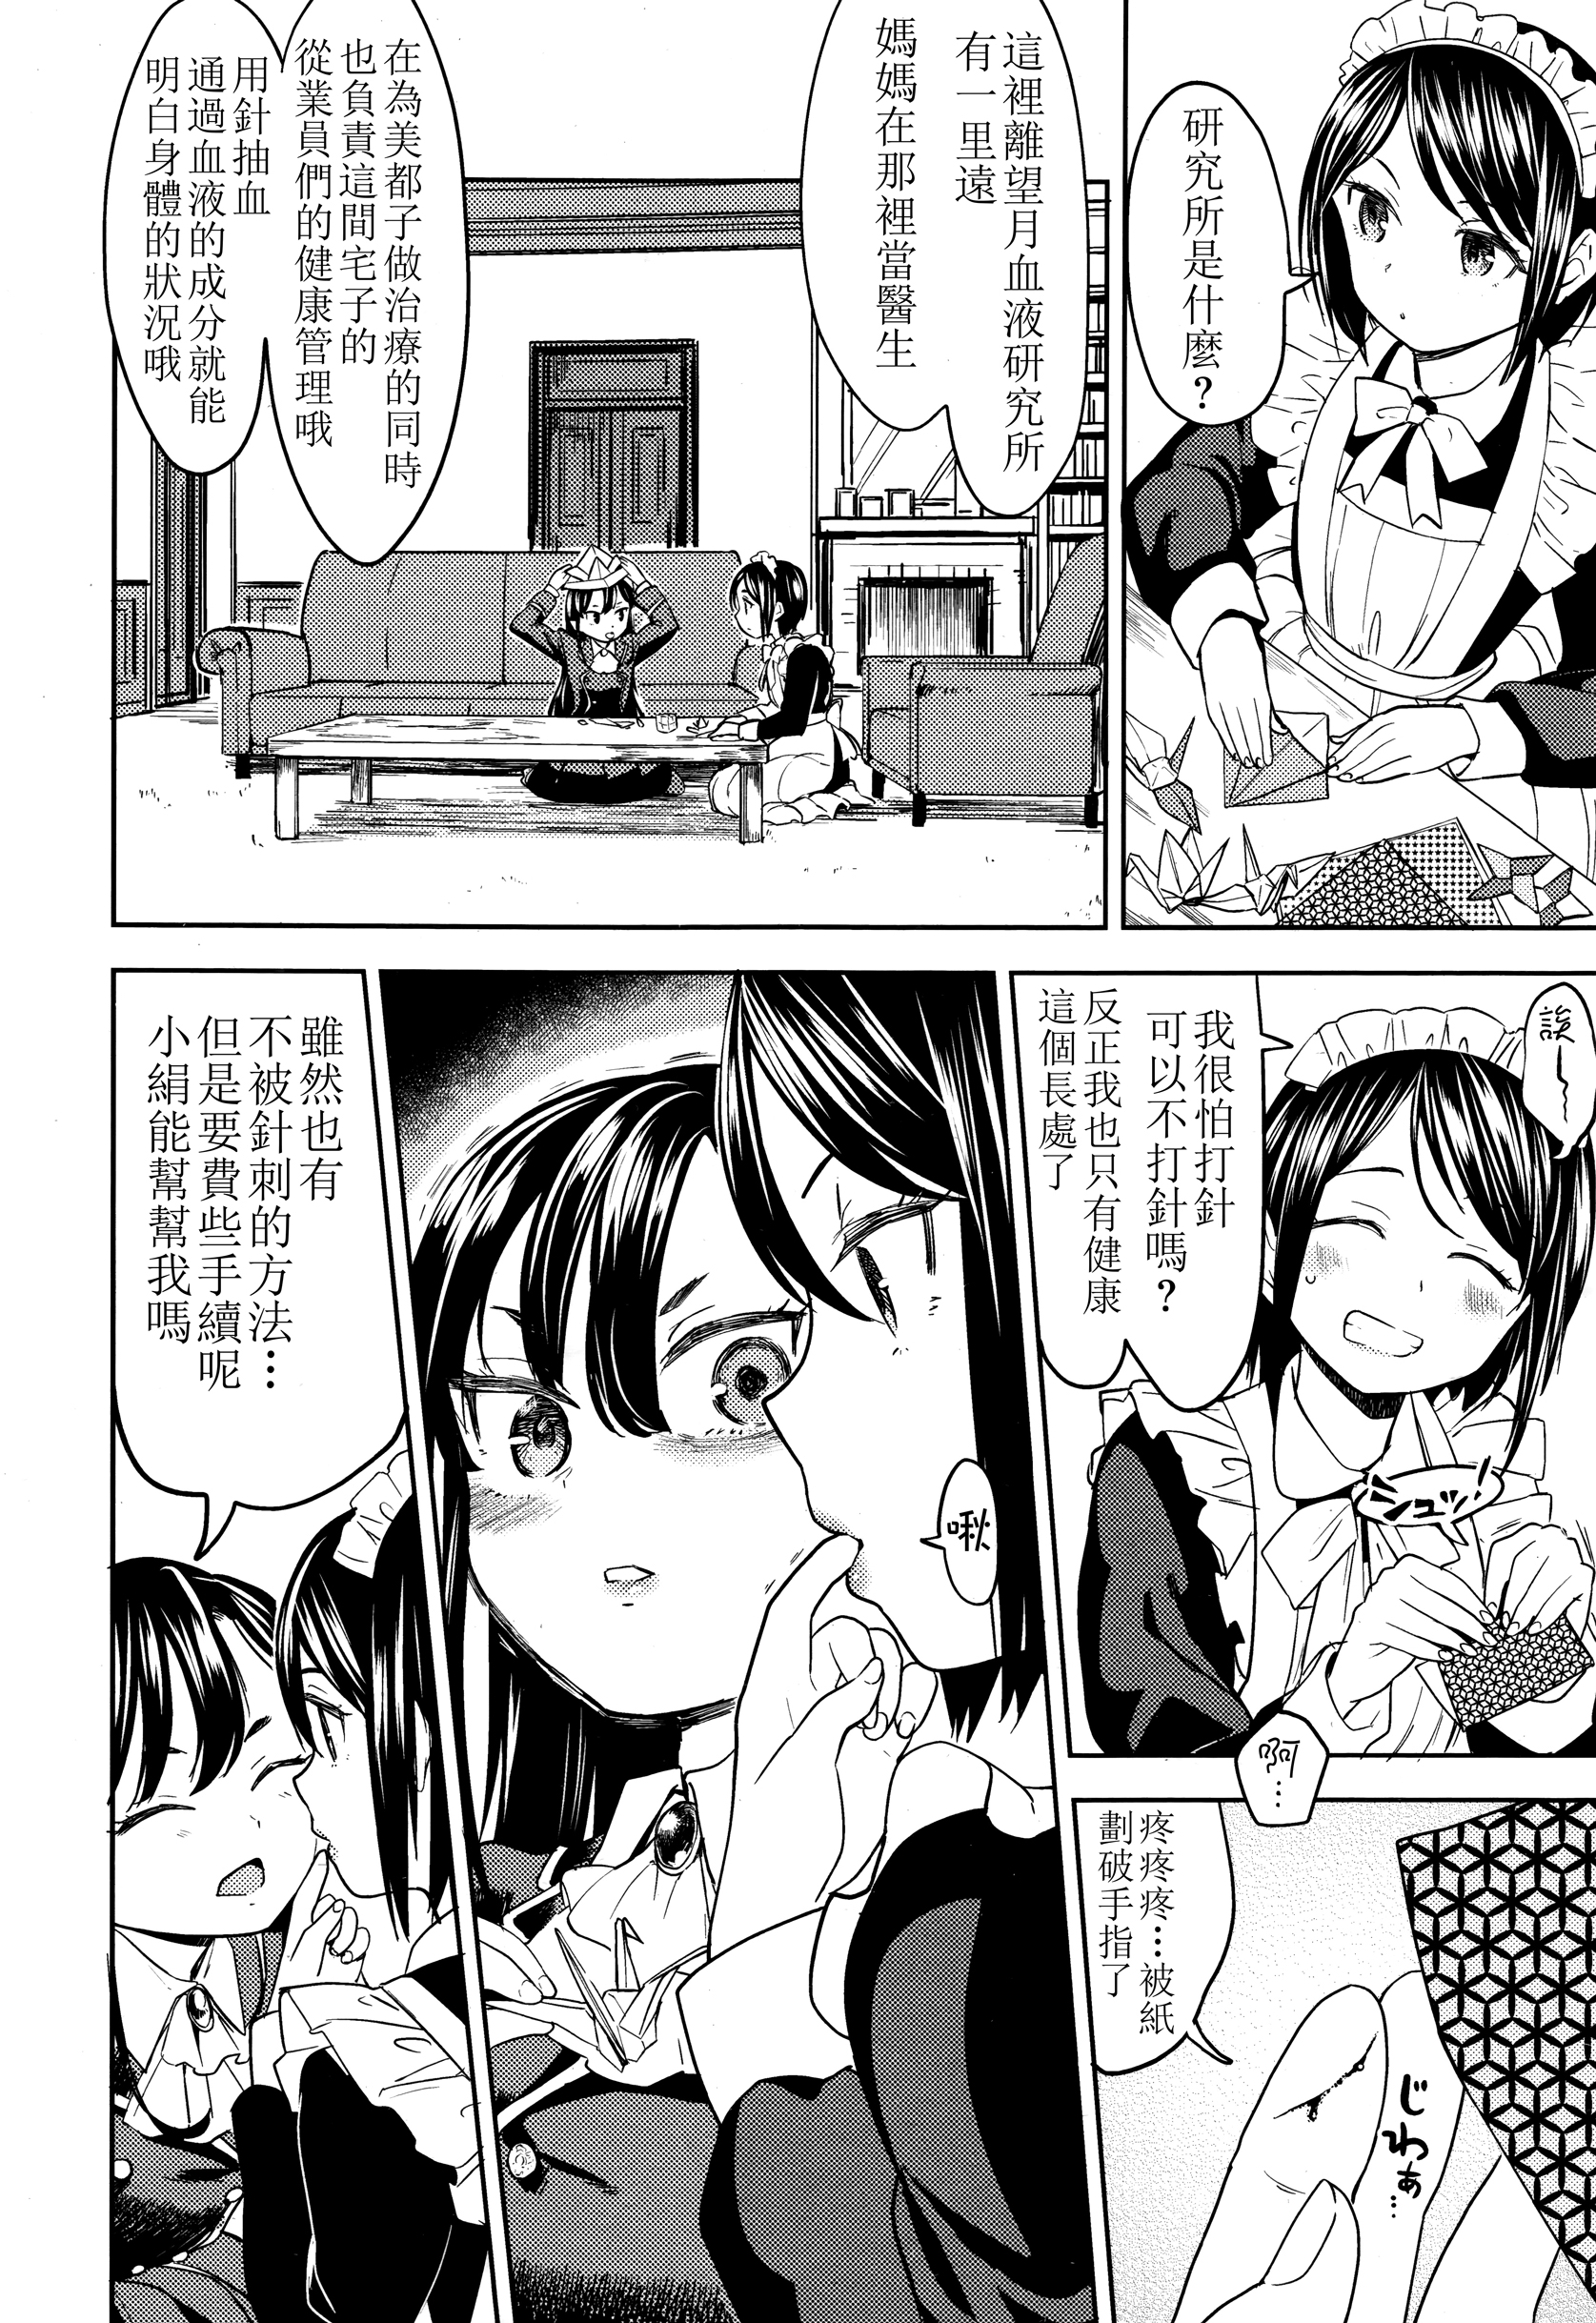 研究所是什麼？
這裡離望月血液研究所
有一里遠
媽媽在那裡當醫生
在為美都子做治療的同時
也負責這間宅子的
從業員們的健康管理哦
用針抽血
通過血液的成分就能
明白身體的狀況哦
誒～
我很怕打針
可以不打針嗎？
反正我也只有健康
這個長處了
シュッ！
啊…
疼疼疼…被紙
劃破手指了
じわぁ…
啾
雖然也有
不被針刺的方法…
但是要費些手續呢
小絹能幫幫我嗎